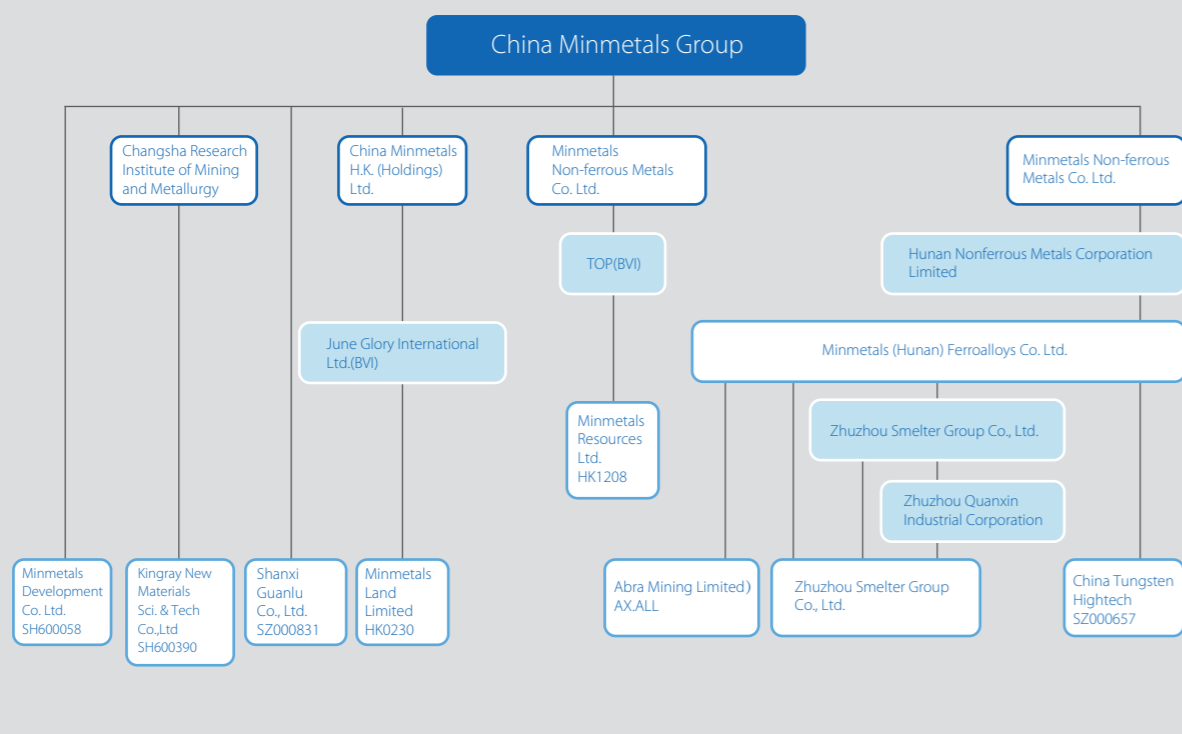 China Minmetals Group
Changsha Research
Institute of Mining
and Metallurgy
China Minmetals
H.K. (Holdings)
Ltd.
Minmetals
Non-ferrous Metals
Co. Ltd.
Minmetals Non-ferrous
Metals Co. Ltd.
TOP(BVI)
Hunan Nonferrous Metals Corporation
Limited
June Glory International
Ltd.(BVI)
Minmetals (Hunan) Ferroalloys Co. Ltd.
Minmetals
Resources
Ltd.
HK1208
Zhuzhou Smelter Group Co., Ltd.
Zhuzhou Quanxin
Industrial Corporation
Minmetals
Development
Co. Ltd.
SH600058
Kingray New
Materials
Sci. & Tech
Co.,Ltd
SH600390
Shanxi
Guanlu
Co., Ltd.
SZ000831
Minmetals
Land
Limited
HK0230
Abra Mining Limited)
AX.ALL
Zhuzhou Smelter Group
Co., Ltd.
China Tungsten
Hightech
SZ000657